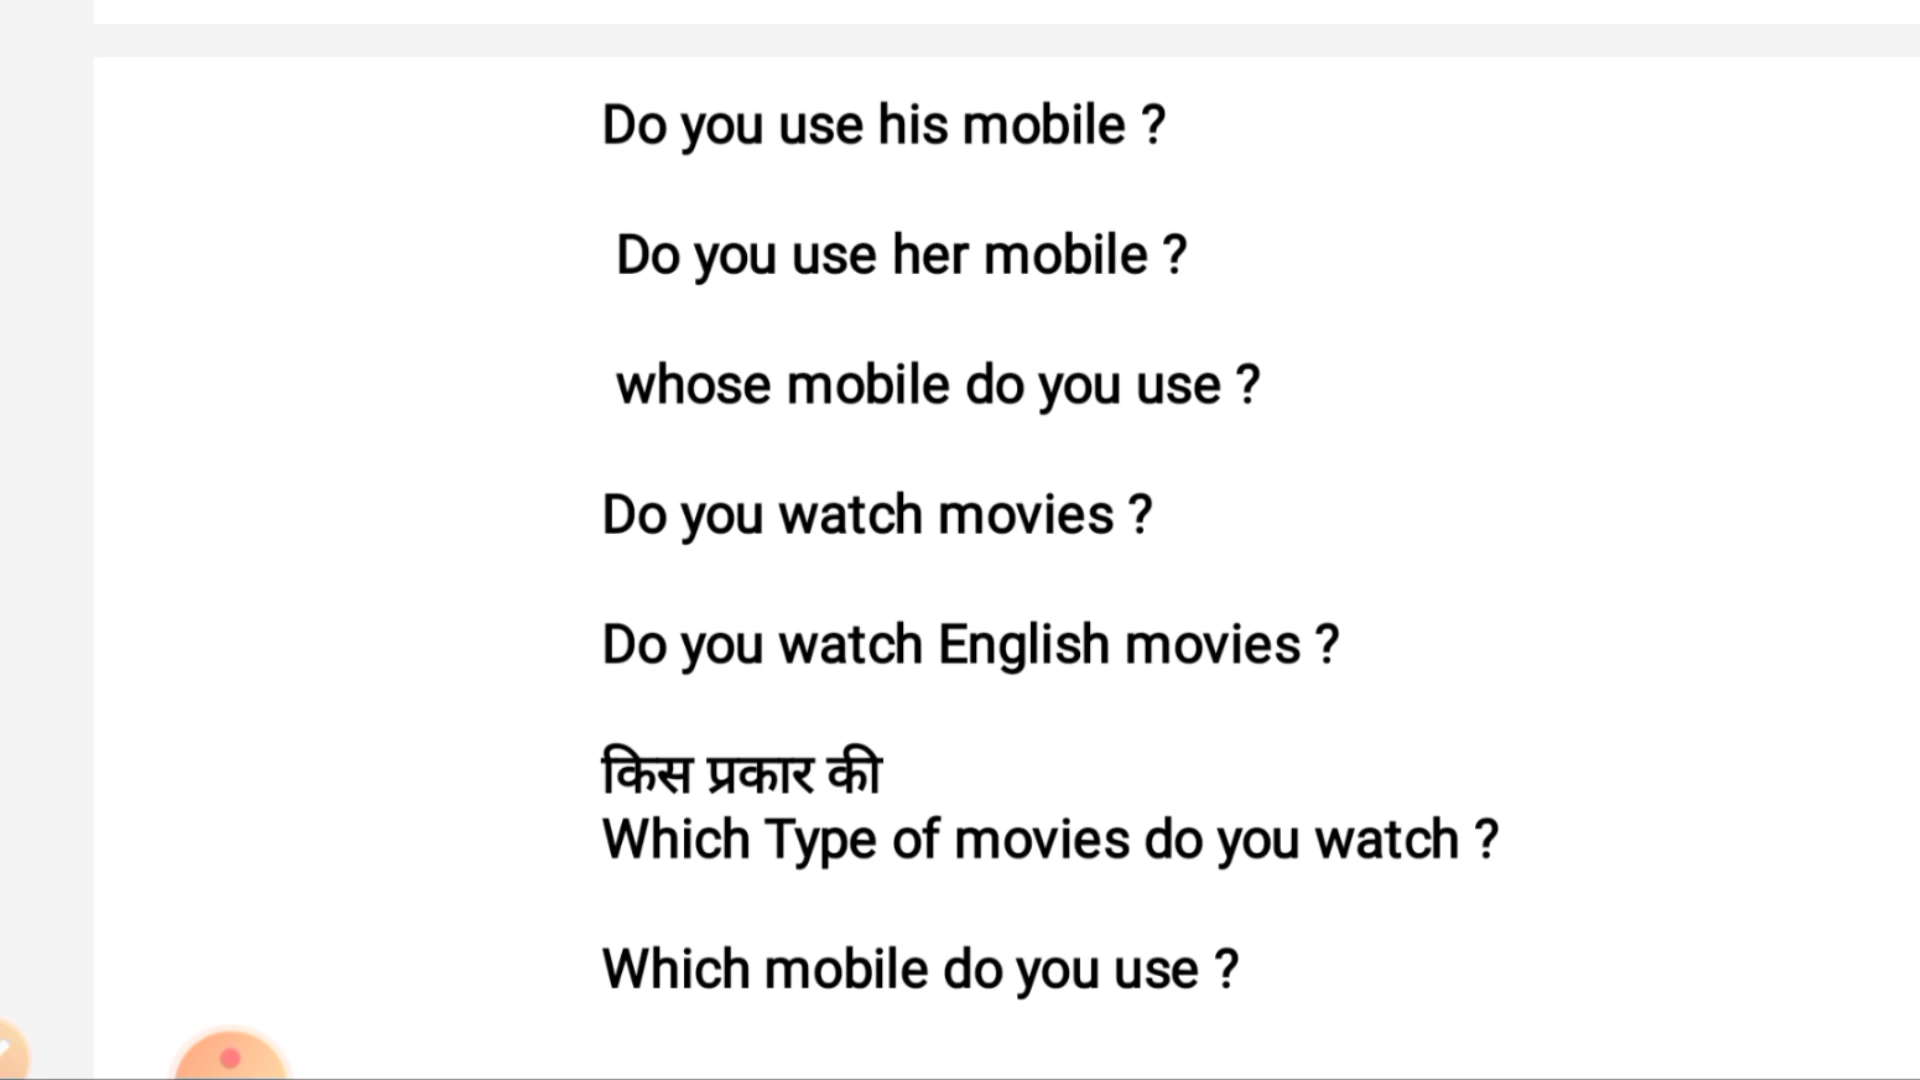 Do you use his mobile ?
Do you use her mobile ?
whose mobile do you use ?
Do you watch movies ?
Do you watch English movies ?
किस प्रकार की
Which Type of movies do you watch ?
Which mobile do you use ?